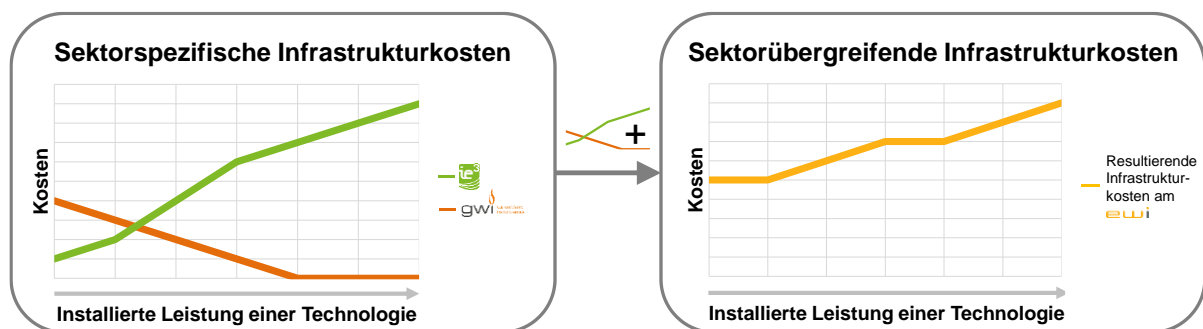 Sektorspezifische Infrastrukturkosten
Kosten
Installierte Leistung einer Technologie
ie³
gwi
+
Sektorübergreifende Infrastrukturkosten
Kosten
Installierte Leistung einer Technologie
Resultierende
Infrastruktur-
kosten am
ewi